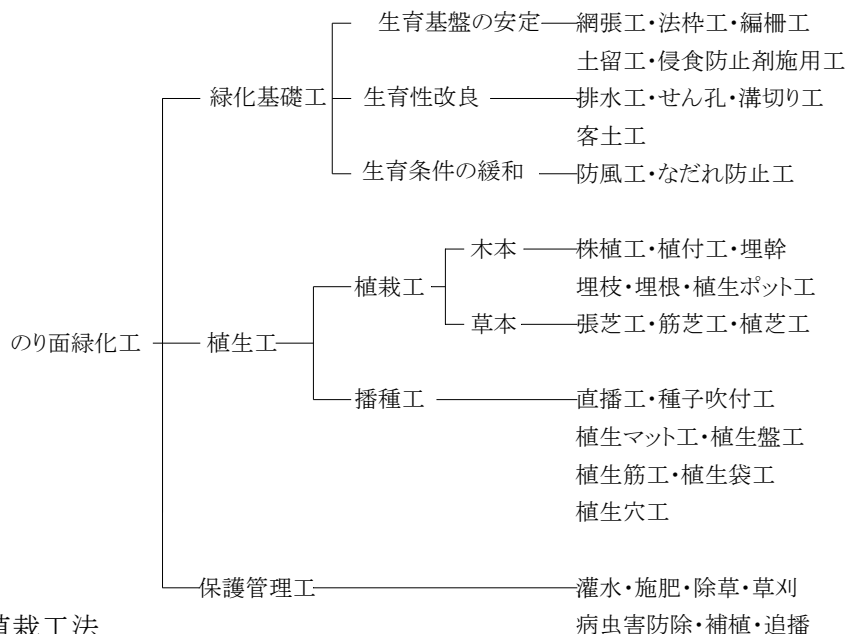 生育基盤の安定 網張工・法枠工・編柵工
土留工・侵食防止剤施用工
緑化基礎工 生育性改良 排水工・せん孔・溝切り工
客土工
生育条件の緩和 防風工・なだれ防止工
木本 株植工・植付工・埋幹
植栽工 埋枝・埋根・植生ポット工
草本 張芝工・筋芝工・植芝工
のり面緑化工 植生工
播種工 直播工・種子吹付工
植生マット工・植生盤工
植生筋工・植生袋工
植生穴工
保護管理工 灌水・施肥・除草・草刈
植栽工法 病虫害防除・補植・追播